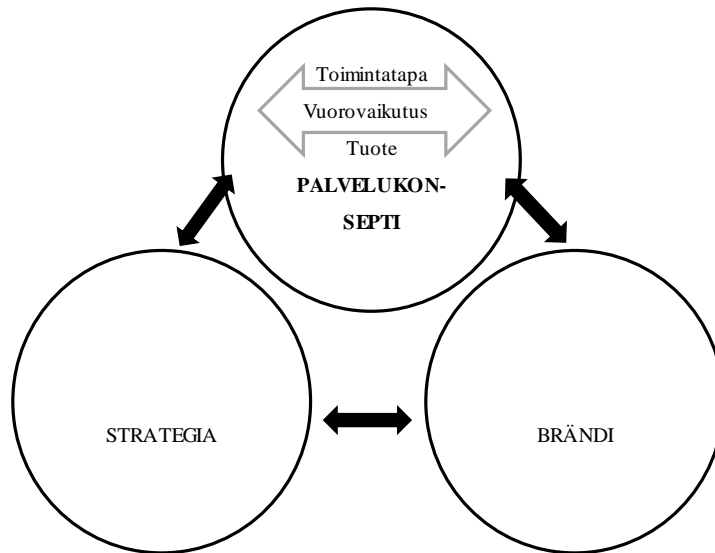 Toimintatapa
Vuorovaikutus
Tuote
PALVELUKON-
SEPTI
STRATEGIA
BRÄNDI